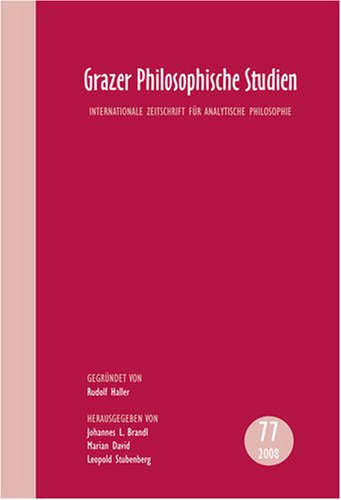 Grazer Philosophische Studien
INTERNATIONALE ZEITSCHRIFT FÜR ANALYTISCHE PHILOSOPHIE
GEGRÜNDET VON
Rudolf Haller
HERAUSGEGEBEN VON
Johannes L. Brandl
Marian David
Leopold Stubenberg
77
2008